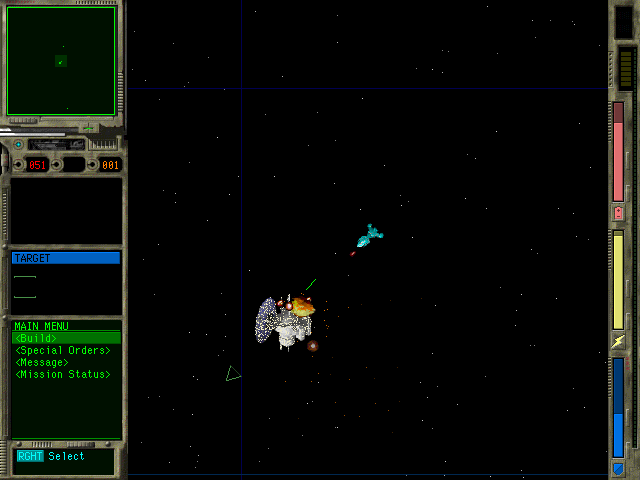 051 001
TARGET
MAIN MENU
<Build>
<Special Orders>
<Message>
<Mission Status>
RGHT Select